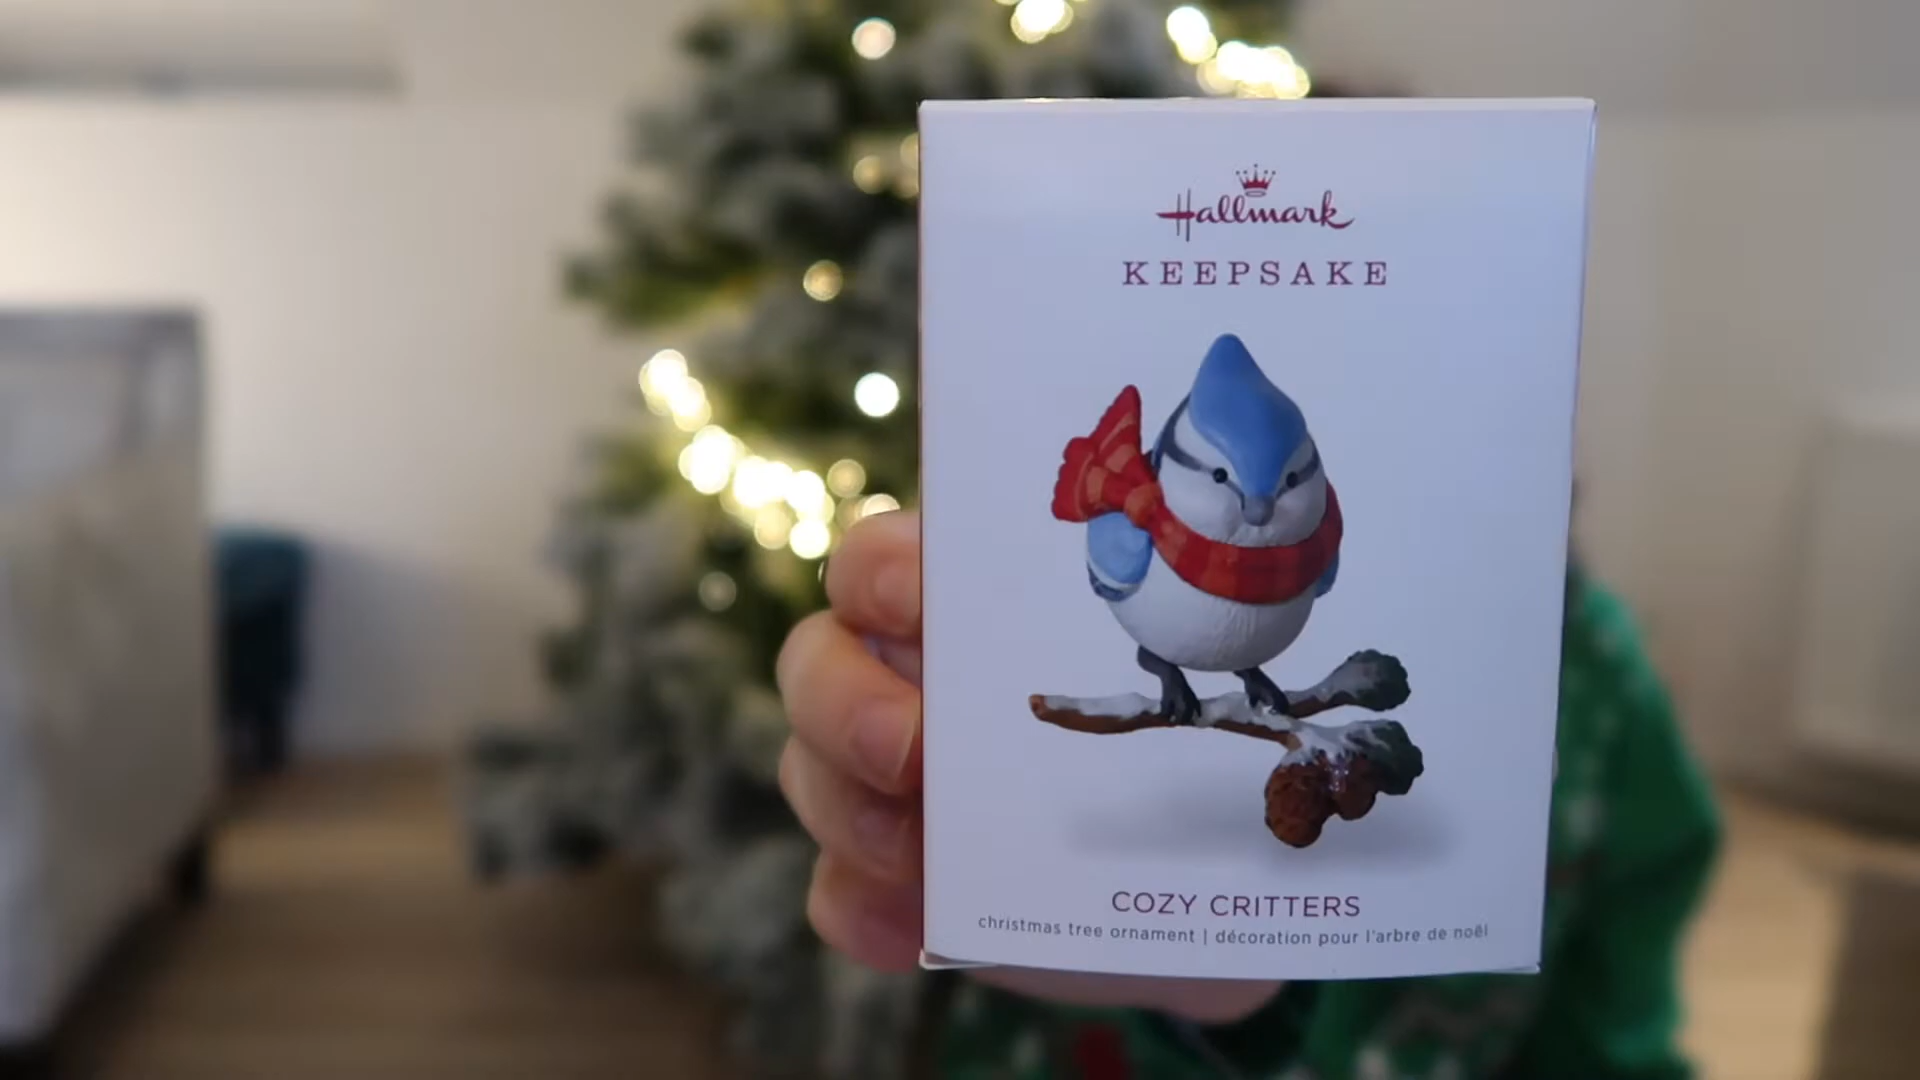 Hallmark
KEEPSAKE
COZY CRITTERS
christmas tree ornament | décoration pour l'arbre de noël